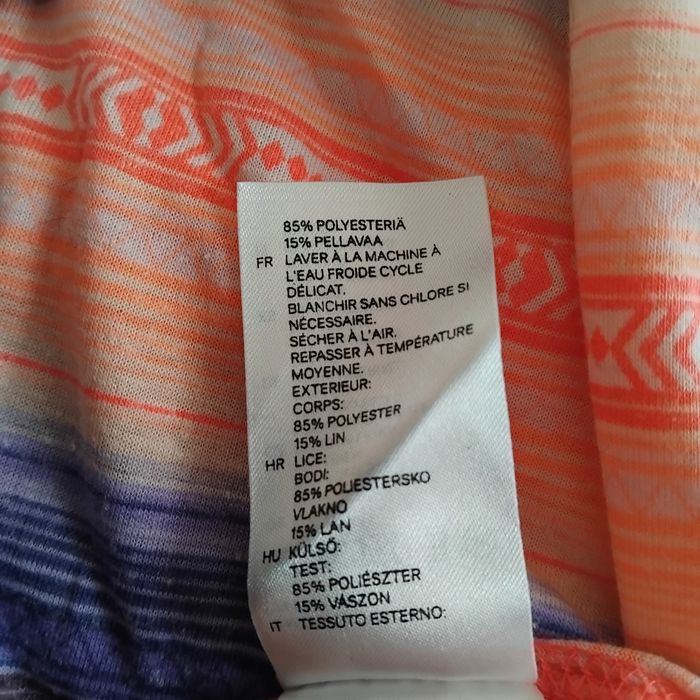 85% POLYESTERIÄ
15% PELLAVAA
FR LAVER À LA MACHINE À
L'EAU FROIDE CYCLE
DÉLICAT.
BLANCHIR SANS CHLORE SI
NÉCESSAIRE.
SÉCHER À L'AIR.
REPASSER À TEMPÉRATURE
MOYENNE.
EXTERIEUR:
CORPS:
85% POLYESTER
15% LIN
HR LICE:
BODI:
85% POLIESTERSKO
VLAKNO
15% LAN
HU KÜLSŐ:
TEST:
85% POLIÉSZTER
15% VÁSZON
IT TESSUTO ESTERNO: